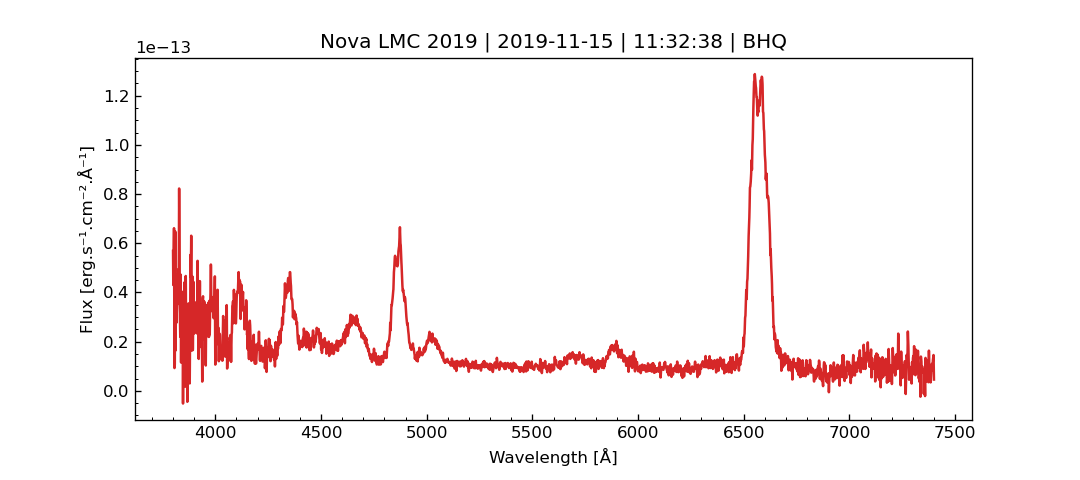 Nova LMC 2019 | 2019-11-15 | 11:32:38 | BHQ
1e−13
1.2
1.0
0.8
0.6
0.4
0.2
0.0
Flux [erg.s⁻¹.cm⁻².Å⁻¹]
4000 4500 5000 5500 6000 6500 7000 7500
Wavelength [Å]